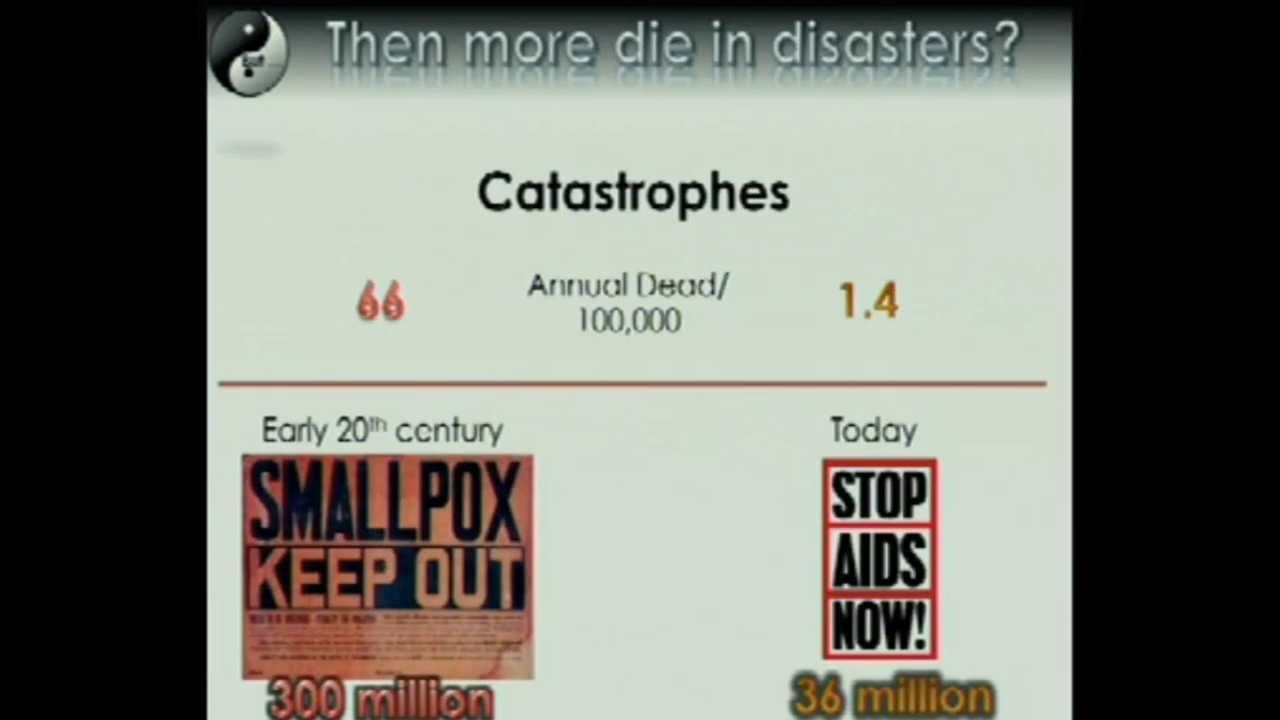 Then more die in disasters?
But
Catastrophes
66
Annual Dead/
100,000
1.4
Early 20th century
Today
SMALLPOX
KEEP OUT
STOP
AIDS
NOW!
300 million
36 million